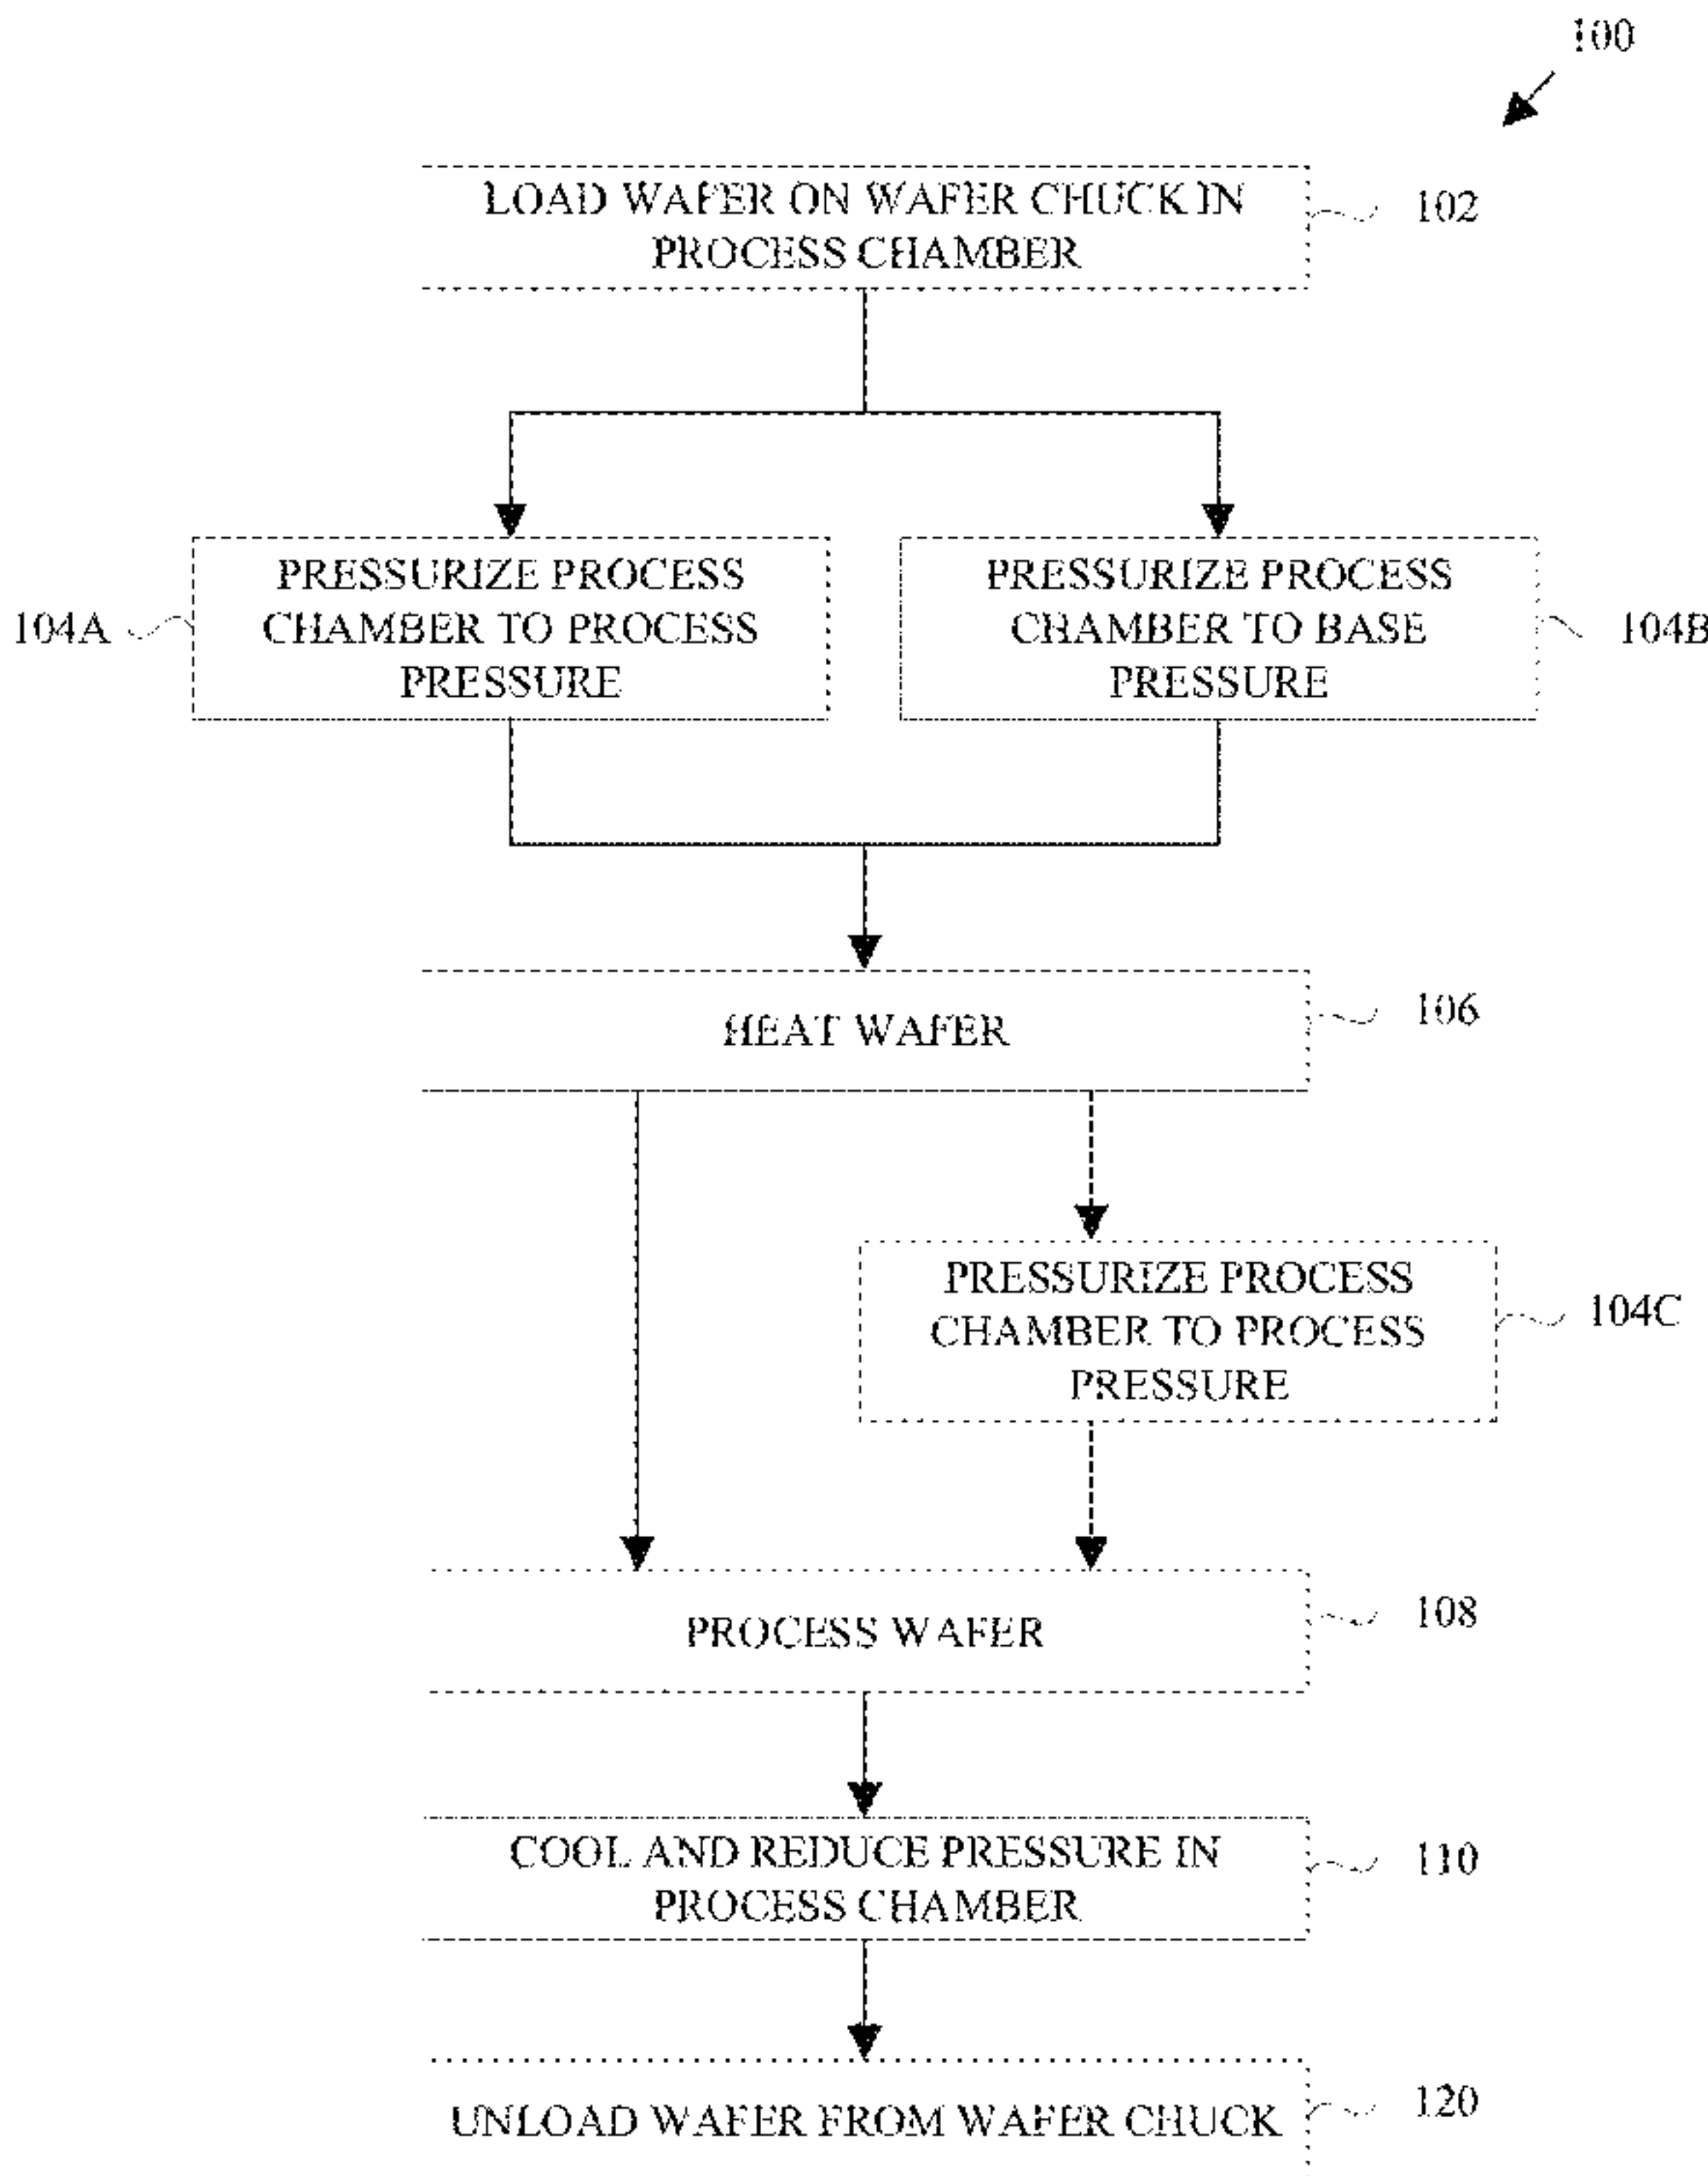 100
LOAD WAFER ON WAFER CHUCK IN
PROCESS CHAMBER
102
PRESSURIZE PROCESS
CHAMBER TO PROCESS
PRESSURE
104A
PRESSURIZE PROCESS
CHAMBER TO BASE
PRESSURE
104B
HEAT WAFER
106
PRESSURIZE PROCESS
CHAMBER TO PROCESS
PRESSURE
104C
PROCESS WAFER
108
COOL AND REDUCE PRESSURE IN
PROCESS CHAMBER
110
UNLOAD WAFER FROM WAFER CHUCK
120